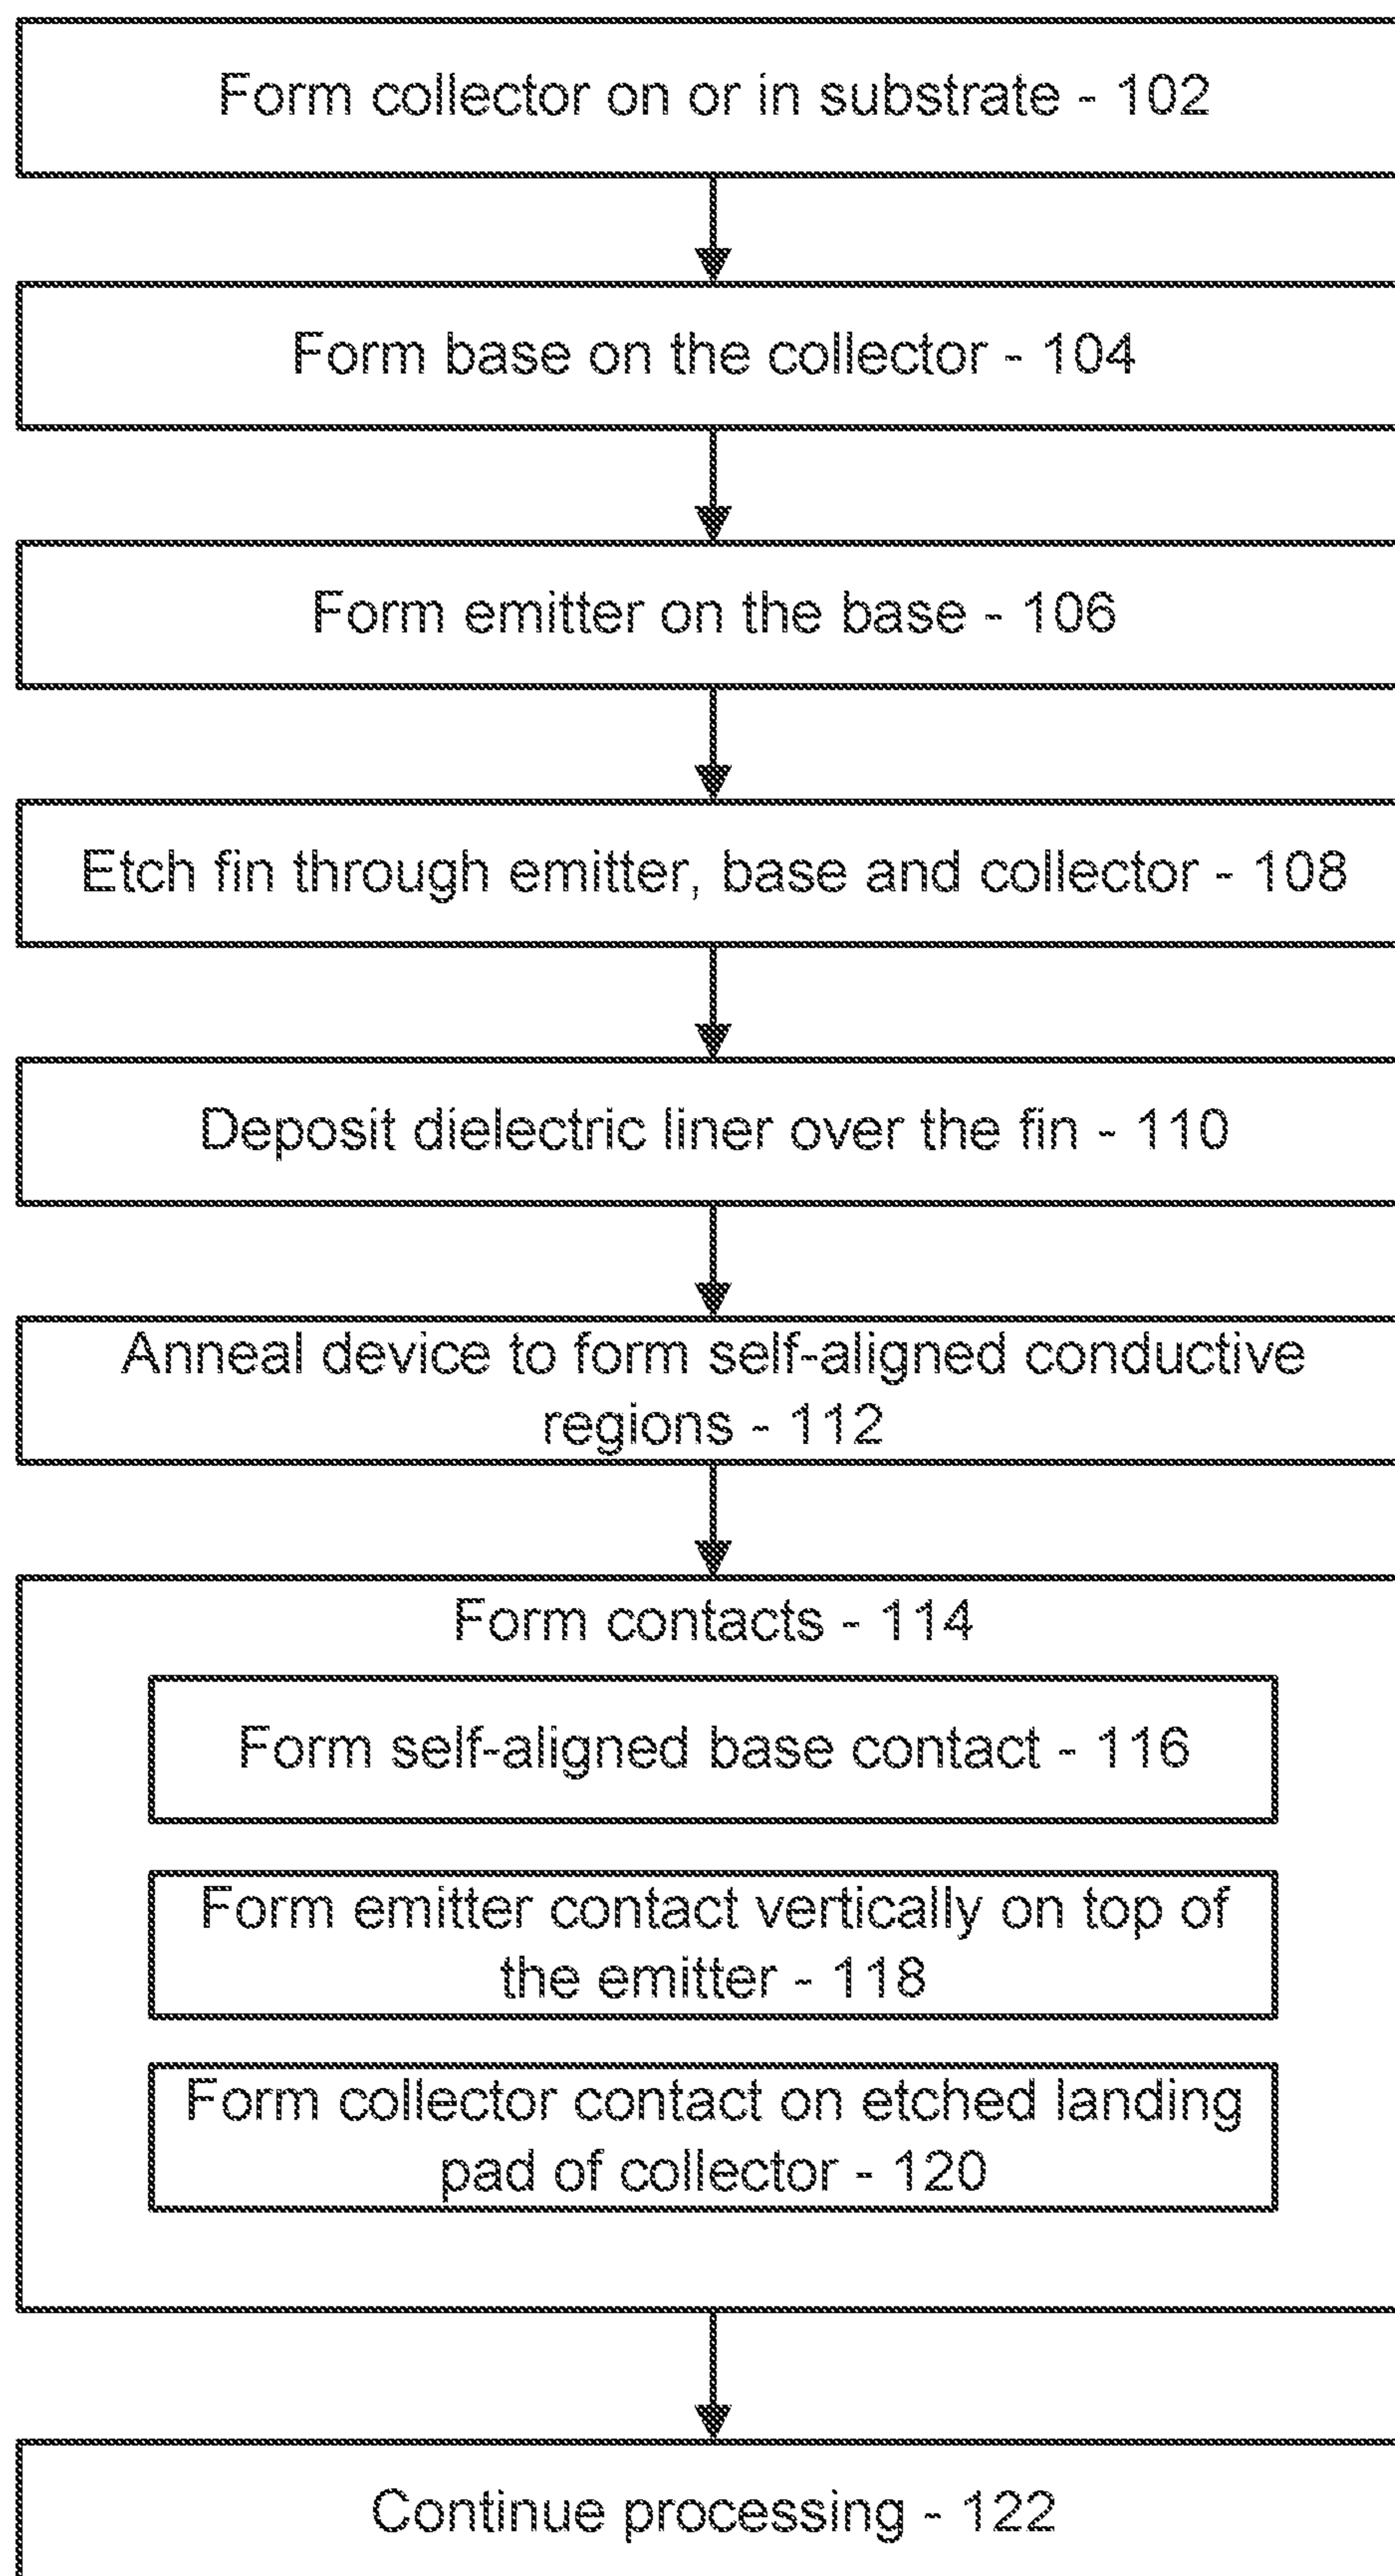 Form collector on or in substrate - 102
Form base on the collector - 104
Form emitter on the base - 106
Etch fin through emitter, base and collector - 108
Deposit dielectric liner over the fin - 110
Anneal device to form self-aligned conductive
regions - 112
Form contacts - 114
Form self-aligned base contact - 116
Form emitter contact vertically on top of
the emitter - 118
Form collector contact on etched landing
pad of collector - 120
Continue processing - 122